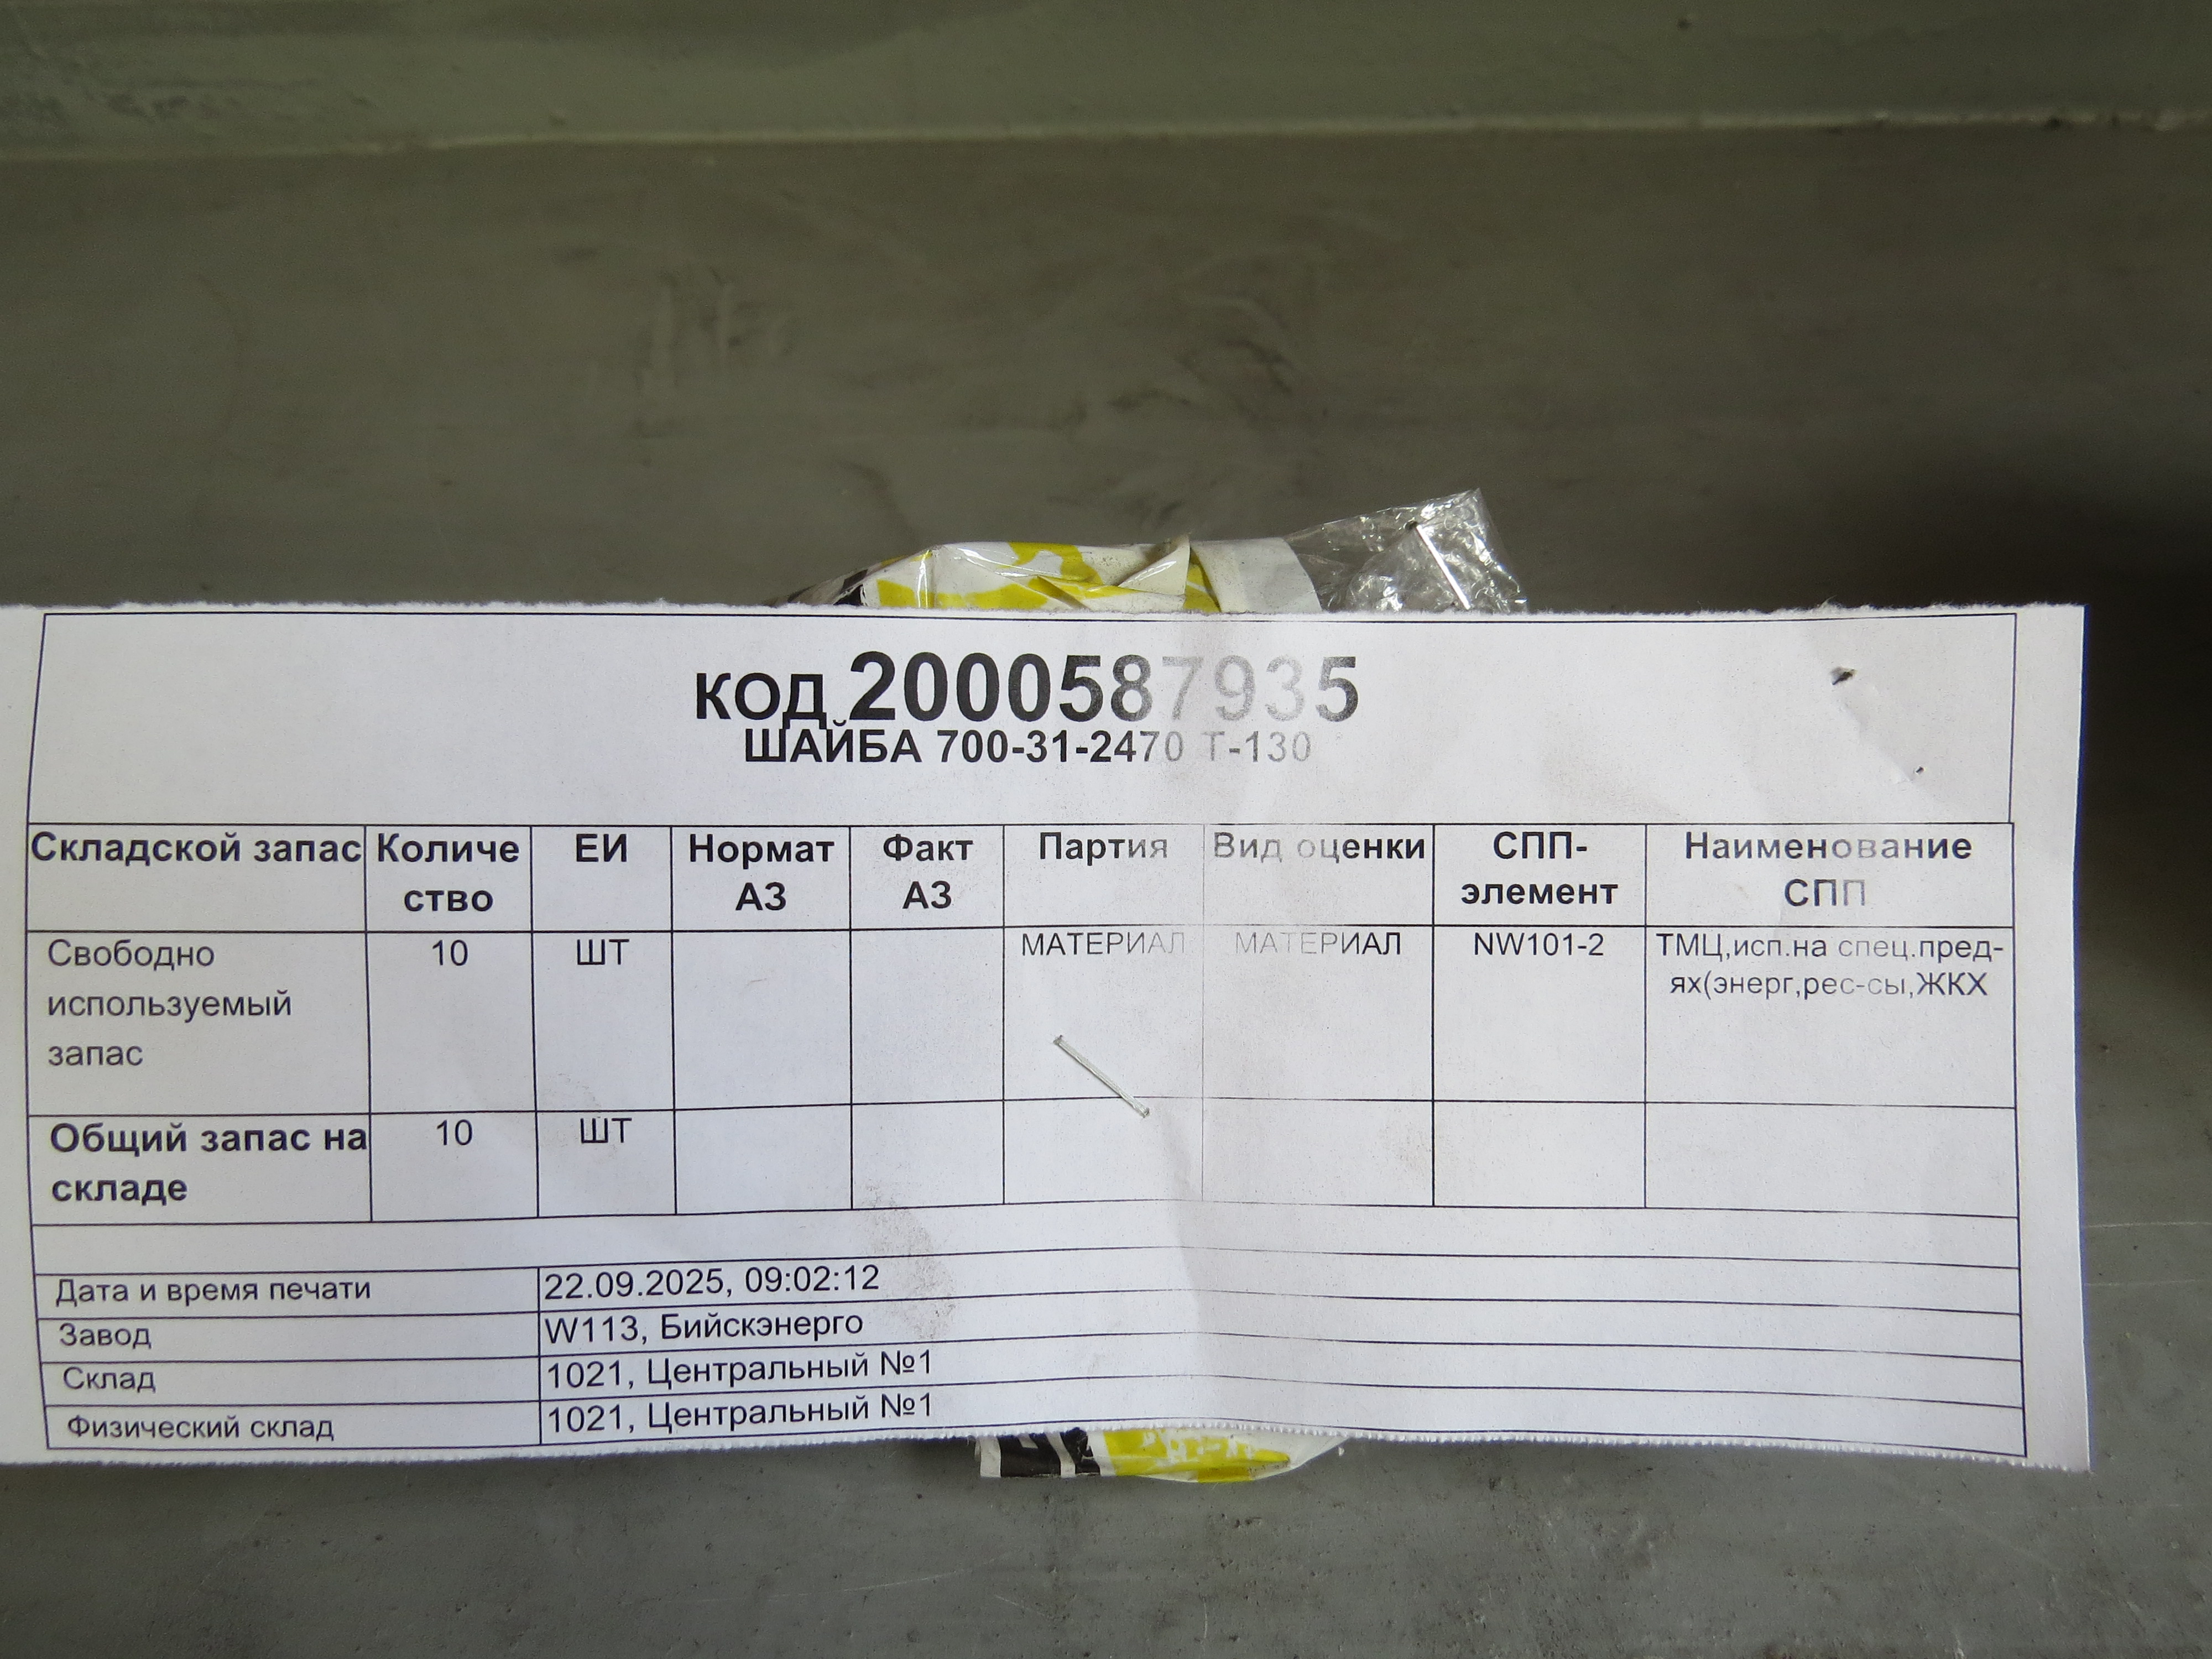 КОД 2000587935
ШАЙБА 700-31-2470 Т-130
Складской запас Количе ЕИ Нормат Факт Партия Вид оценки СПП- Наименование
ство АЗ АЗ элемент СПП
Свободно 10 ШТ МАТЕРИАЛ МАТЕРИАЛ NW101-2 ТМЦ,исп.на спец.пред-
используемый ях(энерг,рес-сы,ЖКХ
запас
Общий запас на 10 ШТ
складе
Дата и время печати 22.09.2025, 09:02:12
Завод W113, Бийскэнерго
Склад 1021, Центральный №1
Физический склад 1021, Центральный №1